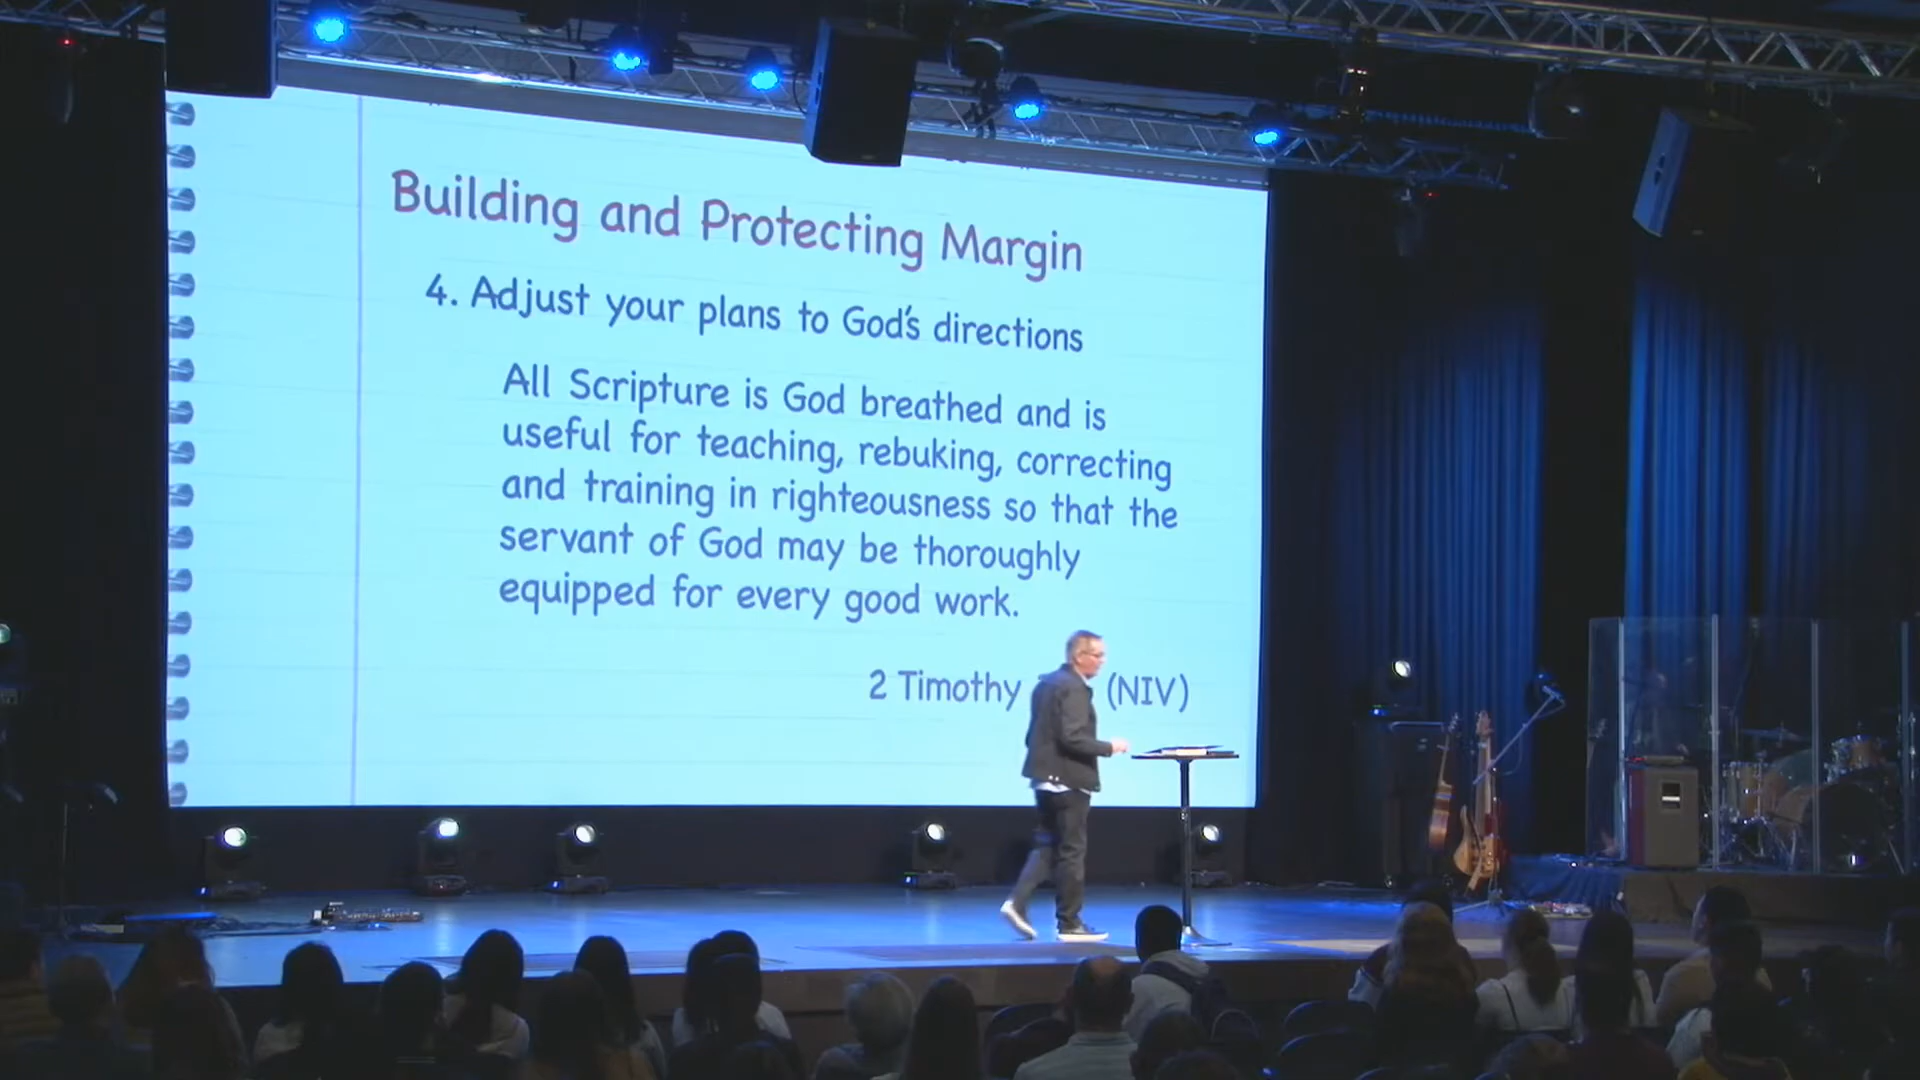 Building and Protecting Margin
4. Adjust your plans to God's directions
All Scripture is God breathed and is
useful for teaching, rebuking, correcting
and training in righteousness so that the
servant of God may be thoroughly
equipped for every good work.
2 Timothy (NIV)